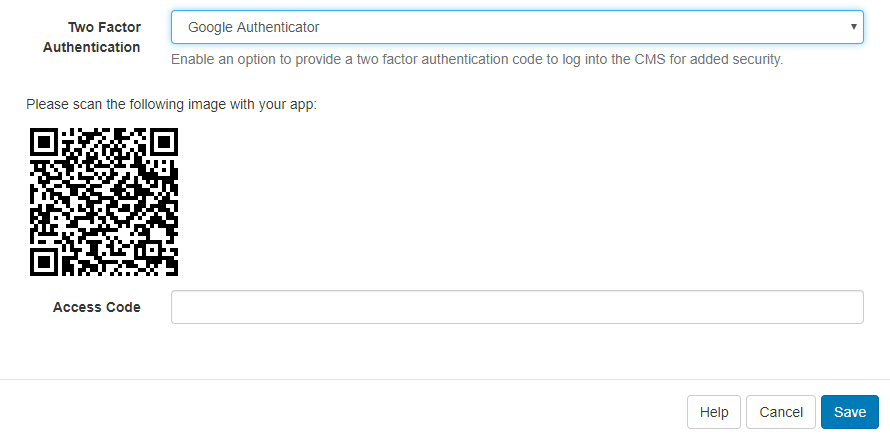 Two Factor
Authentication
Google Authenticator
Enable an option to provide a two factor authentication code to log into the CMS for added security.
Please scan the following image with your app:
Access Code
Help Cancel Save